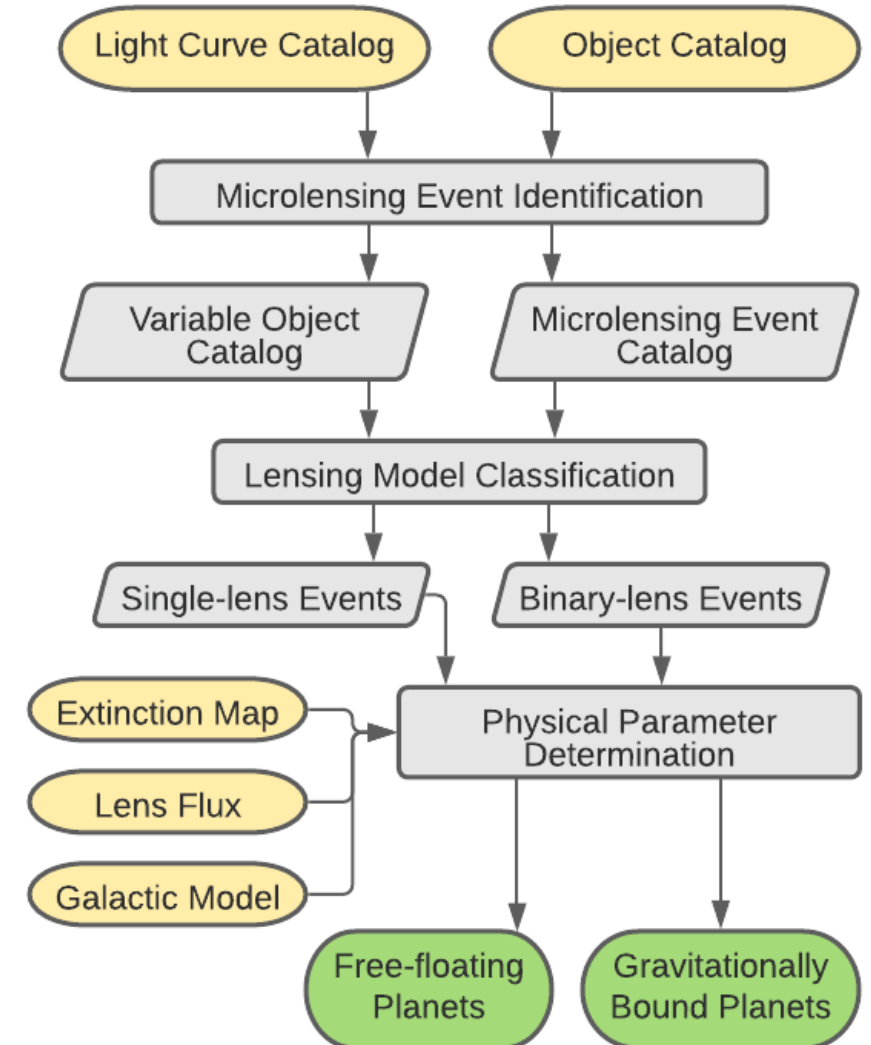 Light Curve Catalog
Object Catalog
Microlensing Event Identification
Variable Object
Catalog
Microlensing Event
Catalog
Lensing Model Classification
Single-lens Events
Binary-lens Events
Extinction Map
Physical Parameter
Determination
Lens Flux
Galactic Model
Free-floating
Planets
Gravitationally
Bound Planets